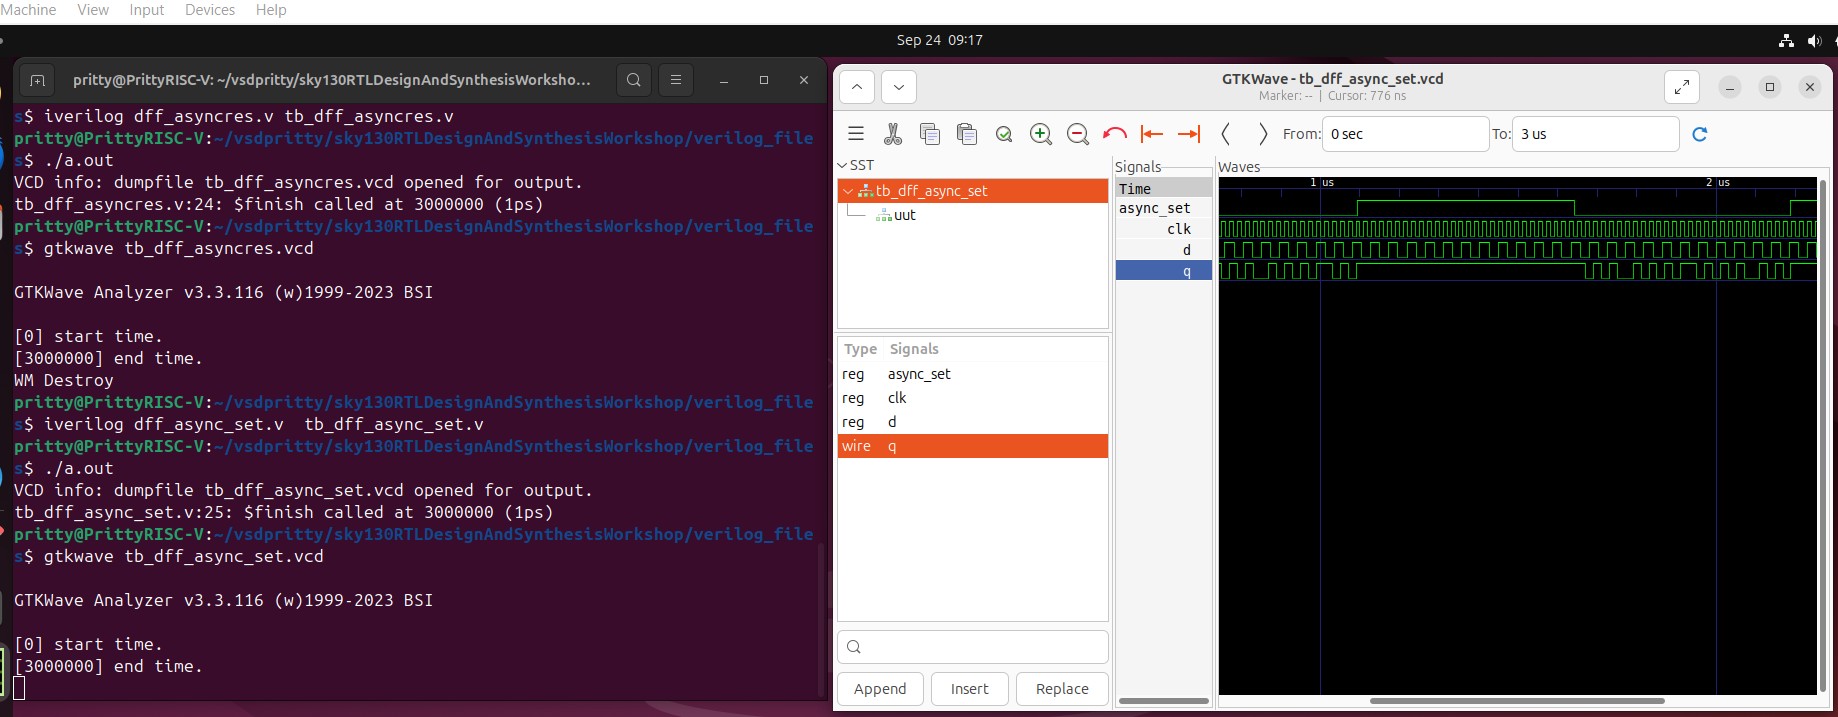 Machine View Input Devices Help
Sep 24 09:17
pritty@PrittyRISC-V: ~/vsdpritty/sky130RTLDesignAndSynthesisWorksho...
s$ iverilog dff_asyncres.v tb_dff_asyncres.v
pritty@PrittyRISC-V:~/vsdpritty/sky130RTLDesignAndSynthesisWorkshop/verilog_file
s$ ./a.out
VCD info: dumpfile tb_dff_asyncres.vcd opened for output.
tb_dff_asyncres.v:24: $finish called at 3000000 (1ps)
pritty@PrittyRISC-V:~/vsdpritty/sky130RTLDesignAndSynthesisWorkshop/verilog_file
s$ gtkwave tb_dff_asyncres.vcd
GTKWave Analyzer v3.3.116 (w)1999-2023 BSI
[0] start time.
[3000000] end time.
WM Destroy
pritty@PrittyRISC-V:~/vsdpritty/sky130RTLDesignAndSynthesisWorkshop/verilog_file
s$ iverilog dff_async_set.v  tb_dff_async_set.v
pritty@PrittyRISC-V:~/vsdpritty/sky130RTLDesignAndSynthesisWorkshop/verilog_file
s$ ./a.out
VCD info: dumpfile tb_dff_async_set.vcd opened for output.
tb_dff_async_set.v:25: $finish called at 3000000 (1ps)
pritty@PrittyRISC-V:~/vsdpritty/sky130RTLDesignAndSynthesisWorkshop/verilog_file
s$ gtkwave tb_dff_async_set.vcd
GTKWave Analyzer v3.3.116 (w)1999-2023 BSI
[0] start time.
[3000000] end time.
GTKWave - tb_dff_async_set.vcd
Marker: -- | Cursor: 776 ns
From: 0 sec To: 3 us
SST
tb_dff_async_set
uut
Type Signals
reg async_set
reg clk
reg d
wire q
Append Insert Replace
Signals
Time
async_set
clk
d
q
Waves
1 us 2 us